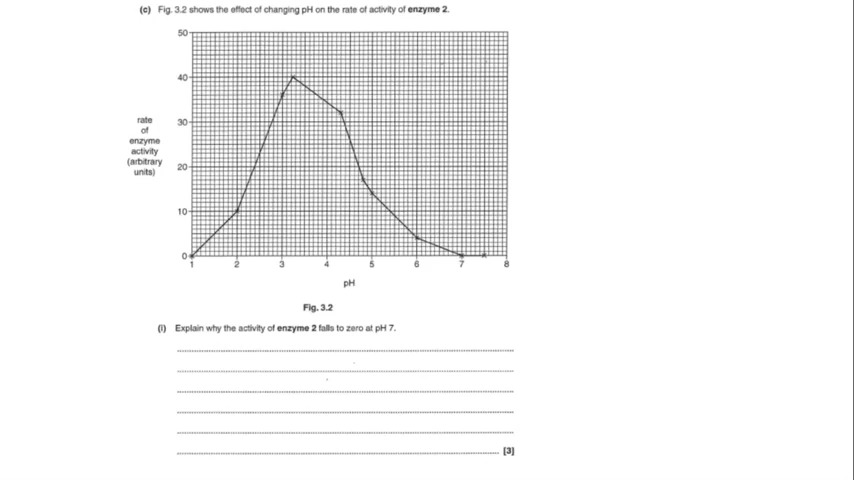 (c) Fig. 3.2 shows the effect of changing pH on the rate of activity of enzyme 2.
50
40
30
20
10
0
rate
of
enzyme
activity
(arbitrary
units)
1 2 3 4 5 6 7 8
pH
Fig. 3.2
(i) Explain why the activity of enzyme 2 falls to zero at pH 7.
[3]